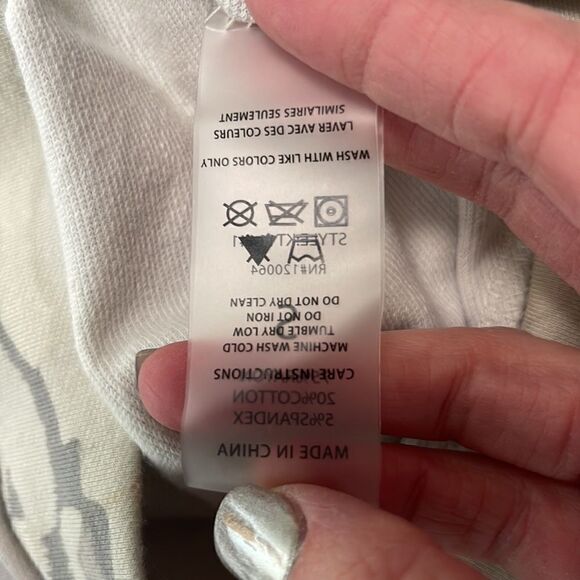 CARE INSTRUCTIONS
MACHINE WASH COLD
TUMBLE DRY LOW
DO NOT IRON
DO NOT DRY CLEAN
WASH WITH LIKE COLORS ONLY
LAVER AVEC DES COULEURS
SIMILAIRES SEULEMENT
RN#120064
S
20%COTTON
5%SPANDEX
MADE IN CHINA